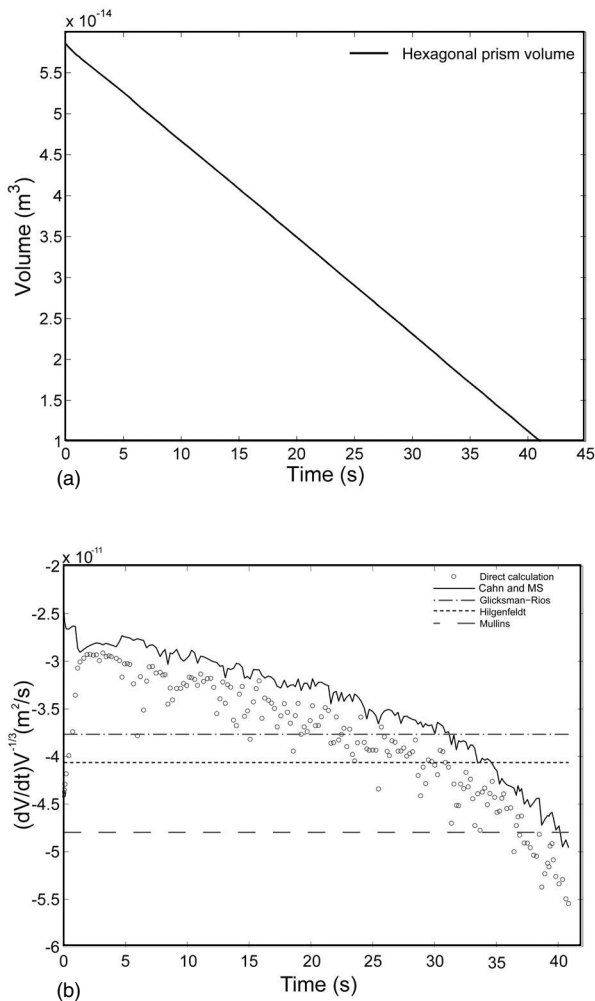 x 10-14
5.5
5
4.5
4
3.5
3
2.5
2
1.5
1
Volume (m3)
Hexagonal prism volume
0 5 10 15 20 25 30 35 40 45
Time (s)
(a)
x 10-11
-2
-2.5
-3
-3.5
-4
-4.5
-5
-5.5
-6
(dV/dt)V-1/3(m2/s)
Direct calculation
Cahn and MS
Glicksman-Rios
Hilgenfeldt
Mullins
0 5 10 15 20 25 30 35 40
Time (s)
(b)